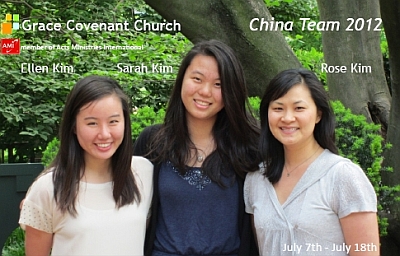 Grace Covenant Church
China Team 2012
AMI
member of Acts Ministries International
Ellen Kim
Sarah Kim
Rose Kim
July 7th - July 18th